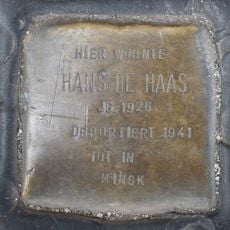 HIER WOHNTE
HANS DE HAAS
JG. 1926
DEPORTIERT 1941
TOT IN
MINSK